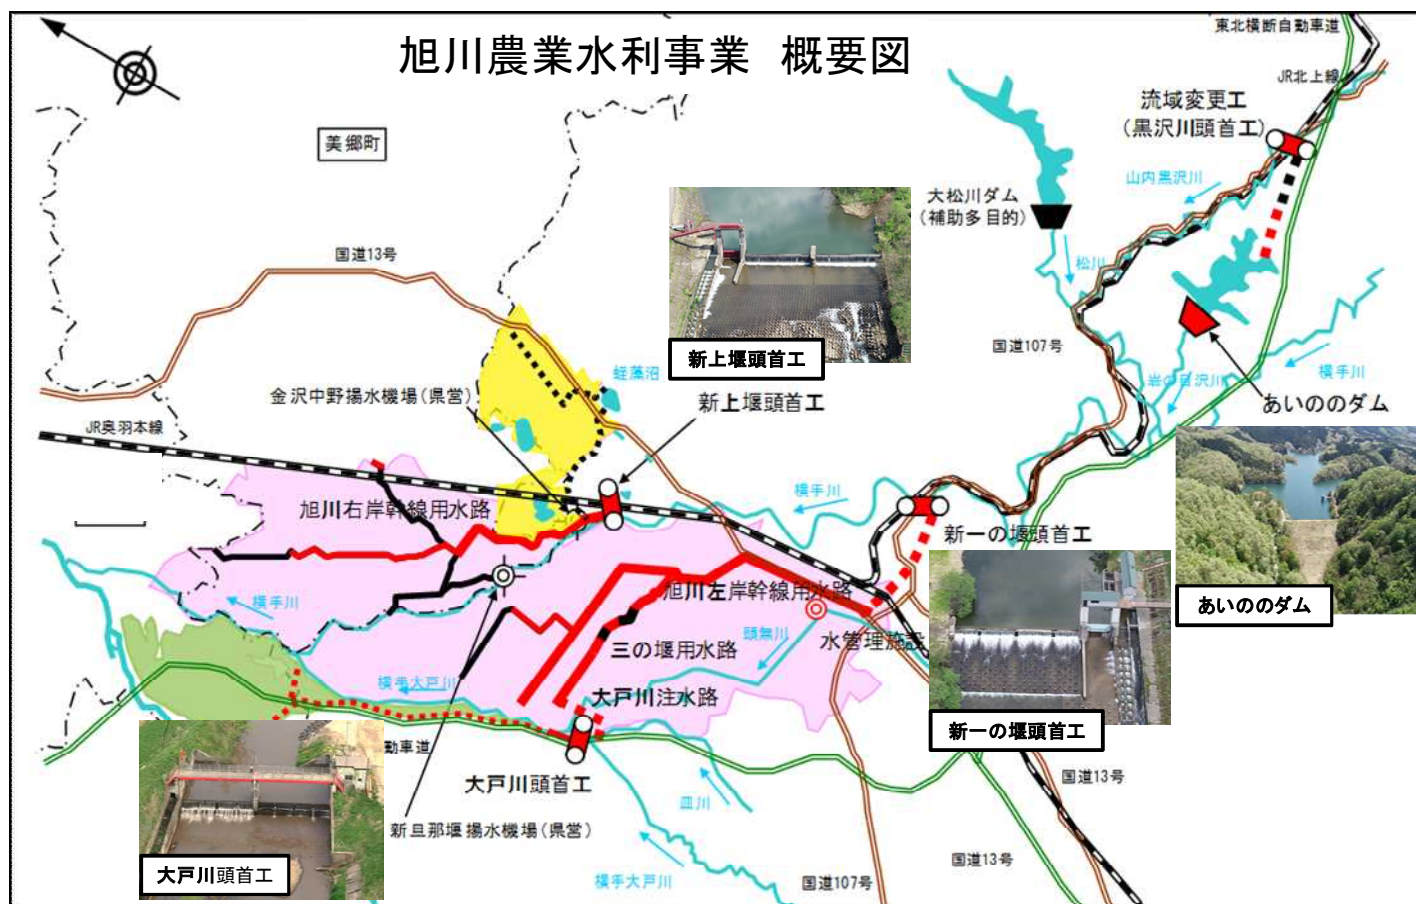 東北横断自動車道
旭川農業水利事業 概要図
JR北上線
流域変更工
(黒沢川頭首工)
美郷町
山内黒沢川
大松川ダム
(補助多目的)
国道13号
松川
国道107号
新上堰頭首工
蛭藻沼
岩の目沢川
横手川
金沢中野揚水機場(県営)
新上堰頭首工
あいののダム
JR奥羽本線
横手川
旭川右岸幹線用水路
新一の堰頭首工
旭川左岸幹線用水路
あいののダム
横手川
頭無川
水管理施設
三の堰用水路
横手大戸川
大戸川注水路
新一の堰頭首工
動車道
大戸川頭首工
国道13号
皿川
新旦那堰揚水機場(県営)
国道13号
大戸川頭首工
横手大戸川
国道107号